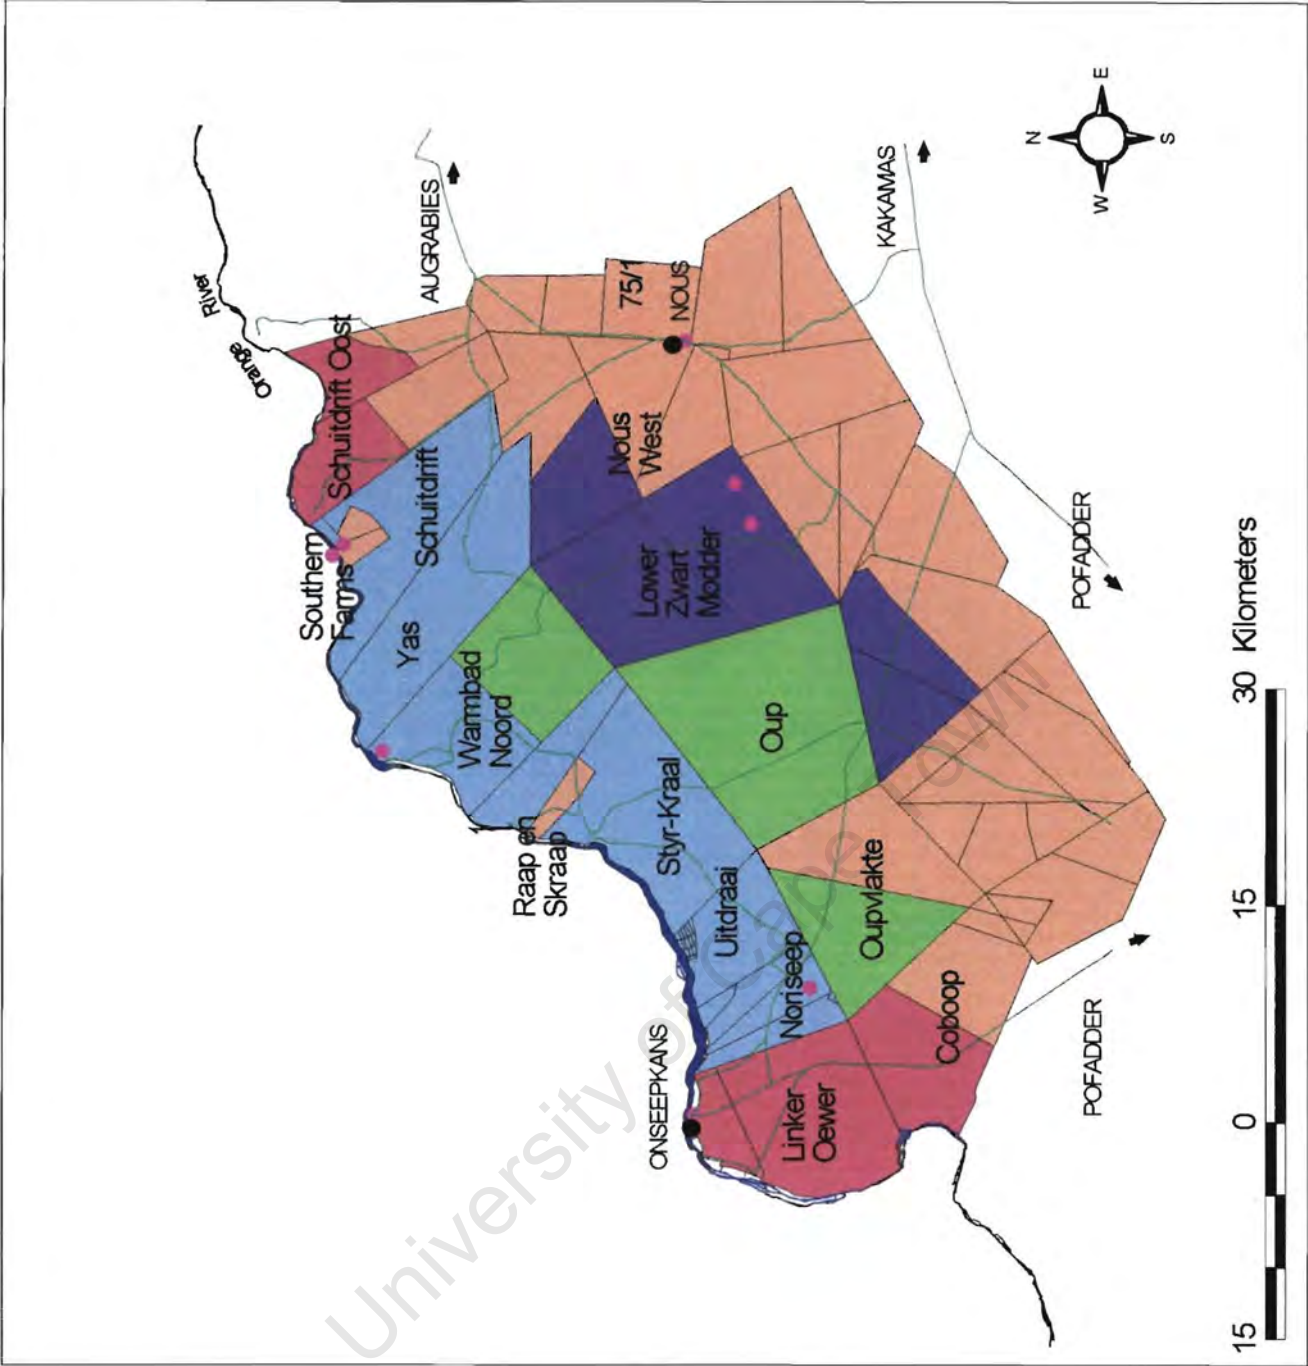 Orange
River
AUGRABIES
Schuitdrift Oost
75/1
NOUS
KAKAMAS
N
E
S
W
Southern
Farms
Schuitdrift
Nous
West
Yas
Lower
Zwart
Modder
POFADDER
Warmbad
Noord
Oup
Raap en
Skraap
Styr-Kraal
Uitdraai
Oupvlakte
Noriseep
Coboop
ONSEEPKANS
Linker
Oewer
POFADDER
15 0 15 30 Kilometers
University of Cape Town